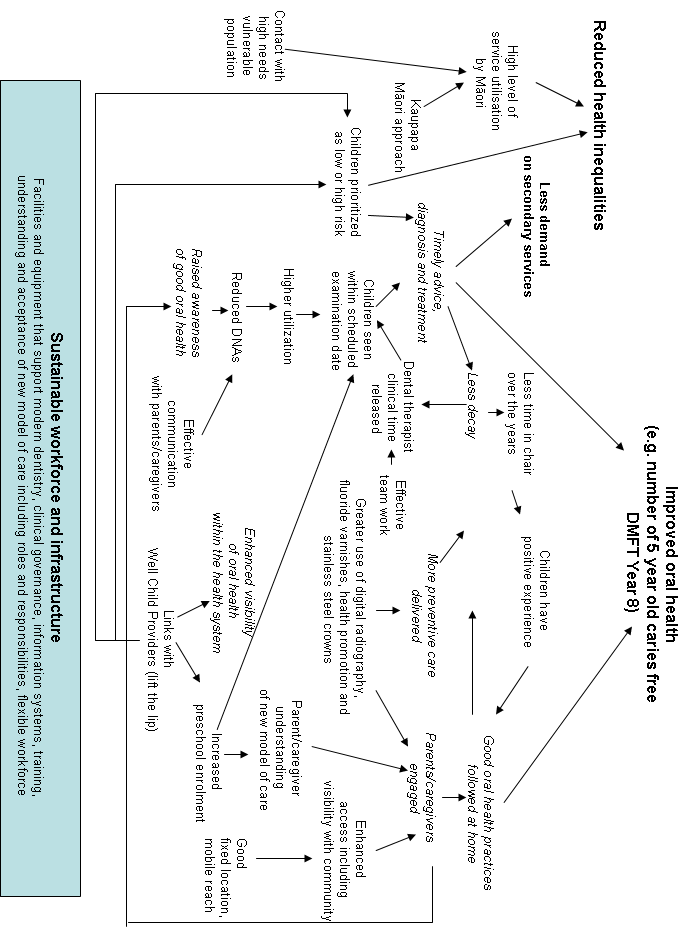 Reduced health inequalities
Improved oral health
(e.g. number of 5 year old caries free
DMFT Year 8)
Less demand
on secondary services
High level of
service utilisation
by Māori
Kaupapa
Māori approach
Contact with
high needs
vulnerable
population
Less time in chair
over the years
Children have
positive experience
Good oral health practices
followed at home
Timely advice,
diagnosis and treatment
Less decay
More preventive care
delivered
Parents/caregivers
engaged
Children prioritized
as low or high risk
Children seen
within scheduled
examination date
Dental therapist
clinical time
released
Effective
team work
Greater use of digital radiography,
fluoride varnishes, health promotion and
stainless steel crowns
Enhanced
access including
visibility with community
Higher utilization
Parent/caregiver
understanding
of new model of care
Reduced DNAs
Enhanced visibility
of oral health
within the health system
Good
fixed location,
mobile reach
Raised awareness
of good oral health
Effective
communication
with parents/caregivers
Increased
preschool enrolment
Links with
Well Child Providers (lift the lip)
Sustainable workforce and infrastructure
Facilities and equipment that support modern dentistry, clinical governance, information systems, training,
understanding and acceptance of new model of care including roles and responsibilities, flexible workforce